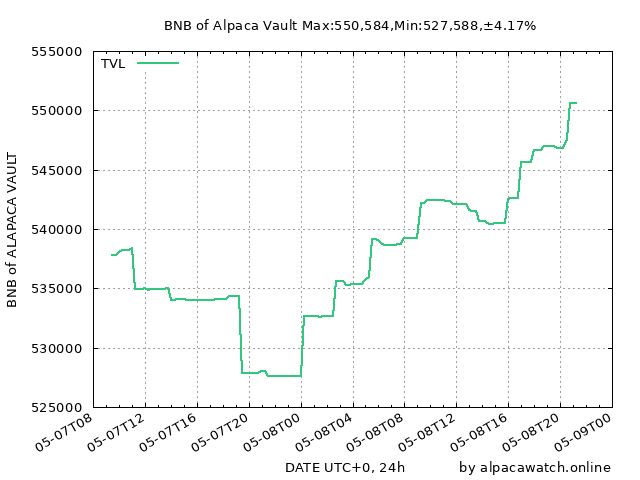 BNB of Alpaca Vault Max:550,584,Min:527,588,±4.17%
TVL
555000
550000
545000
540000
535000
530000
525000
BNB of ALAPACA VAULT
05-07T08
05-07T12
05-07T16
05-07T20
05-08T00
05-08T04
05-08T08
05-08T12
05-08T16
05-08T20
05-09T00
DATE UTC+0, 24h
by alpacawatch.online